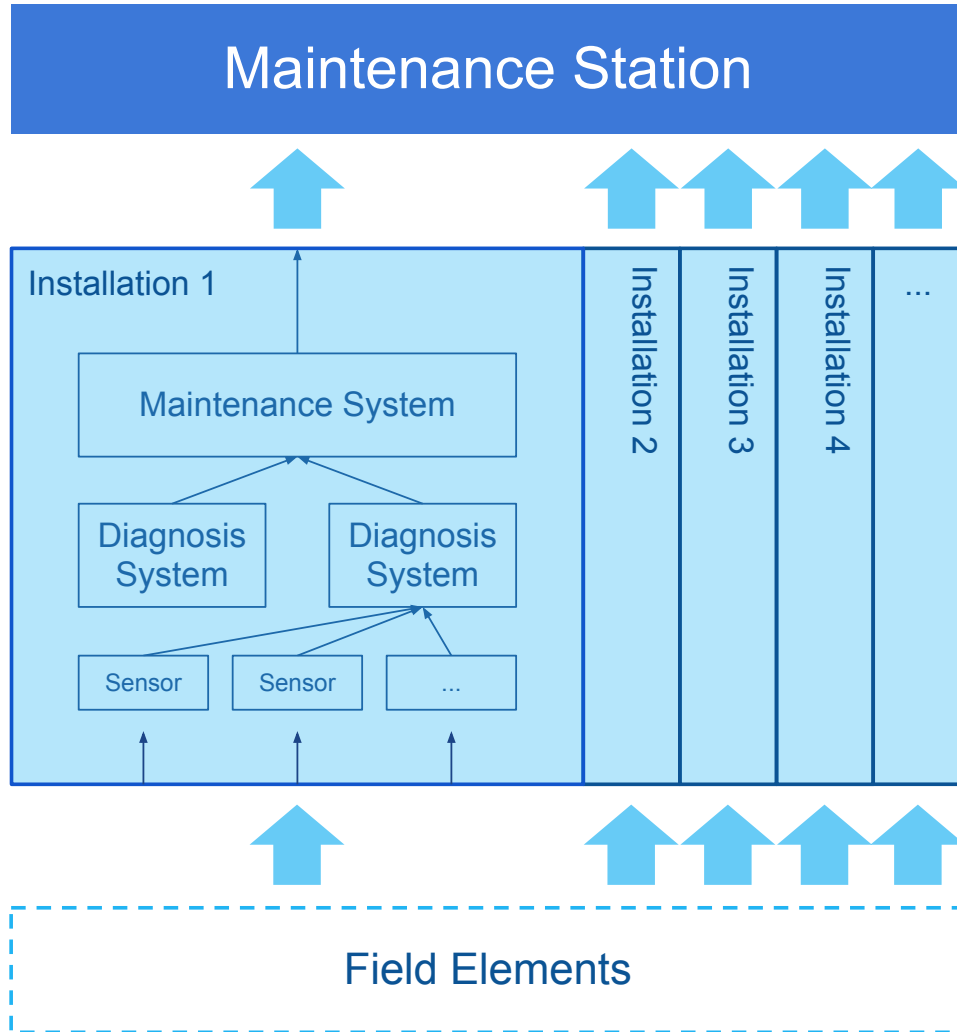 Maintenance Station
Installation 1
Installation 2
Installation 3
Installation 4
...
Maintenance System
Diagnosis
System
Diagnosis
System
Sensor
Sensor
...
Field Elements